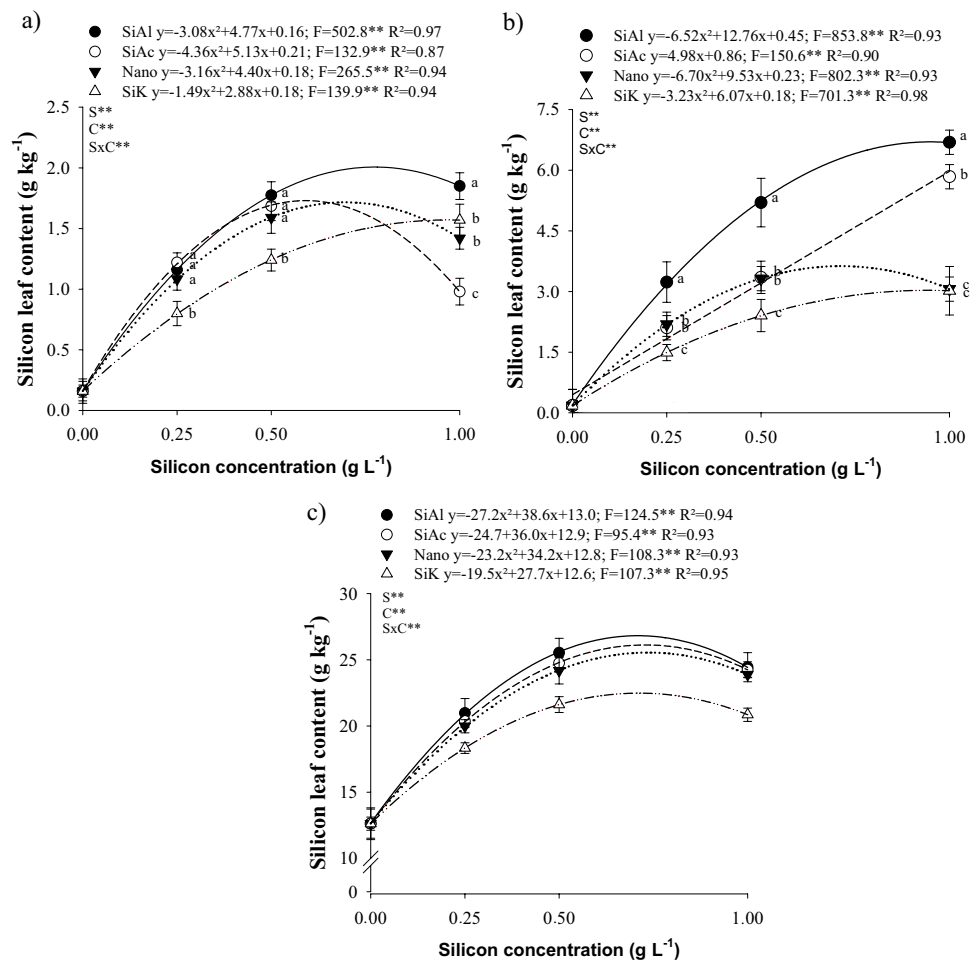 a)
SiAl y=-3.08x²+4.77x+0.16; F=502.8** R²=0.97
SiAc y=-4.36x²+5.13x+0.21; F=132.9** R²=0.87
Nano y=-3.16x²+4.40x+0.18; F=265.5** R²=0.94
SiK y=-1.49x²+2.88x+0.18; F=139.9** R²=0.94
S**
C**
SxC**
2.5
2.0
1.5
1.0
0.5
0.0
Silicon leaf content (g kg⁻¹)
a
a
a
b
a
a
a
b
a
b
b
c
0.00 0.25 0.50 1.00
Silicon concentration (g L⁻¹)
b)
SiAl y=-6.52x²+12.76x+0.45; F=853.8** R²=0.93
SiAc y=4.98x+0.86; F=150.6** R²=0.90
Nano y=-6.70x²+9.53x+0.23; F=802.3** R²=0.93
SiK y=-3.23x²+6.07x+0.18; F=701.3** R²=0.98
S**
C**
SxC**
7.5
6.0
4.5
3.0
1.5
0.0
Silicon leaf content (g kg⁻¹)
a
b
b
c
a
b
b
c
a
b
c
c
0.00 0.25 0.50 1.00
Silicon concentration (g L⁻¹)
c)
SiAl y=-27.2x²+38.6x+13.0; F=124.5** R²=0.94
SiAc y=-24.7+36.0x+12.9; F=95.4** R²=0.93
Nano y=-23.2x²+34.2x+12.8; F=108.3** R²=0.93
SiK y=-19.5x²+27.7x+12.6; F=107.3** R²=0.95
S**
C**
SxC**
30
25
20
15
10
0
Silicon leaf content (g kg⁻¹)
0.00 0.25 0.50 1.00
Silicon concentration (g L⁻¹)